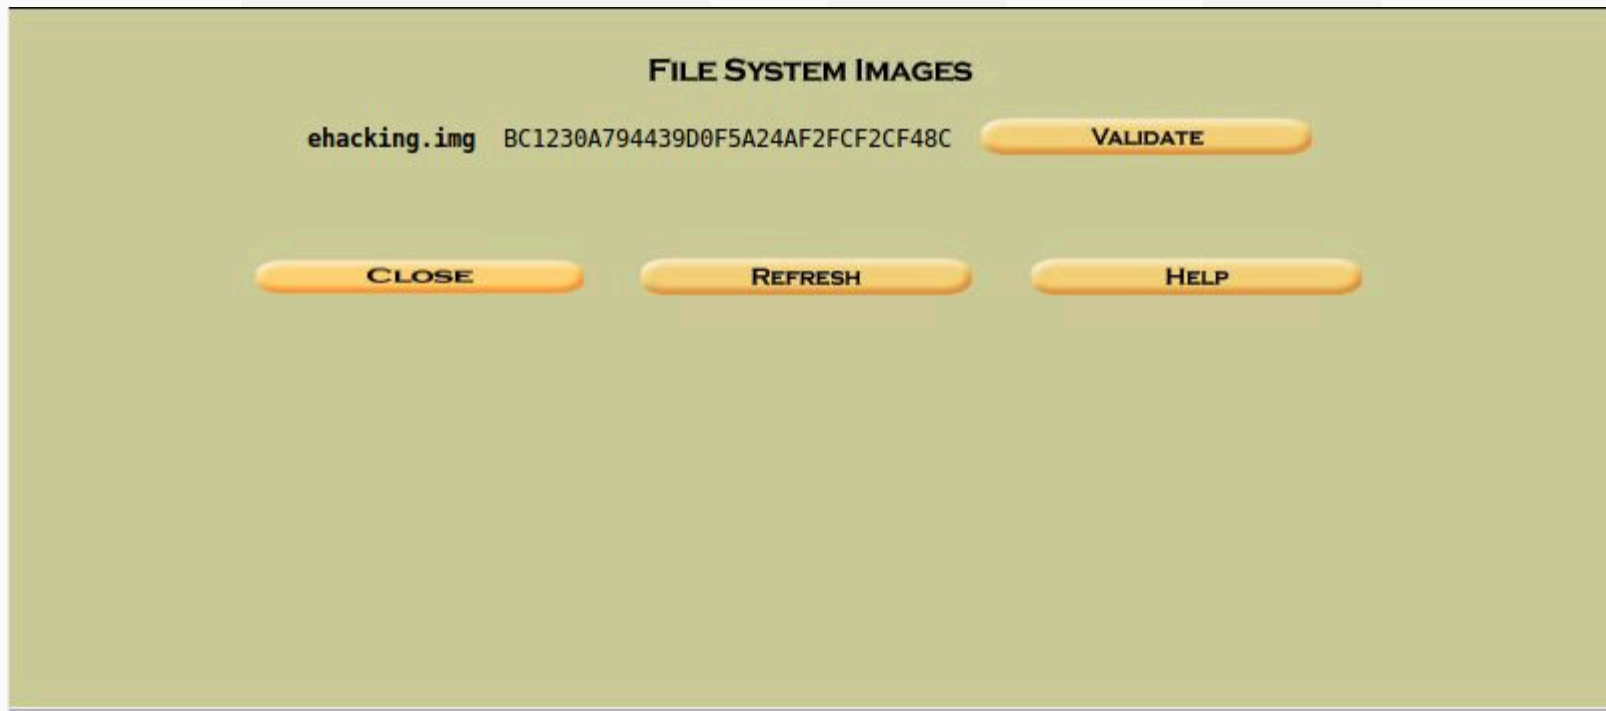 FILE SYSTEM IMAGES
ehacking.img BC1230A794439D0F5A24AF2FCF2CF48C VALIDATE
CLOSE REFRESH HELP